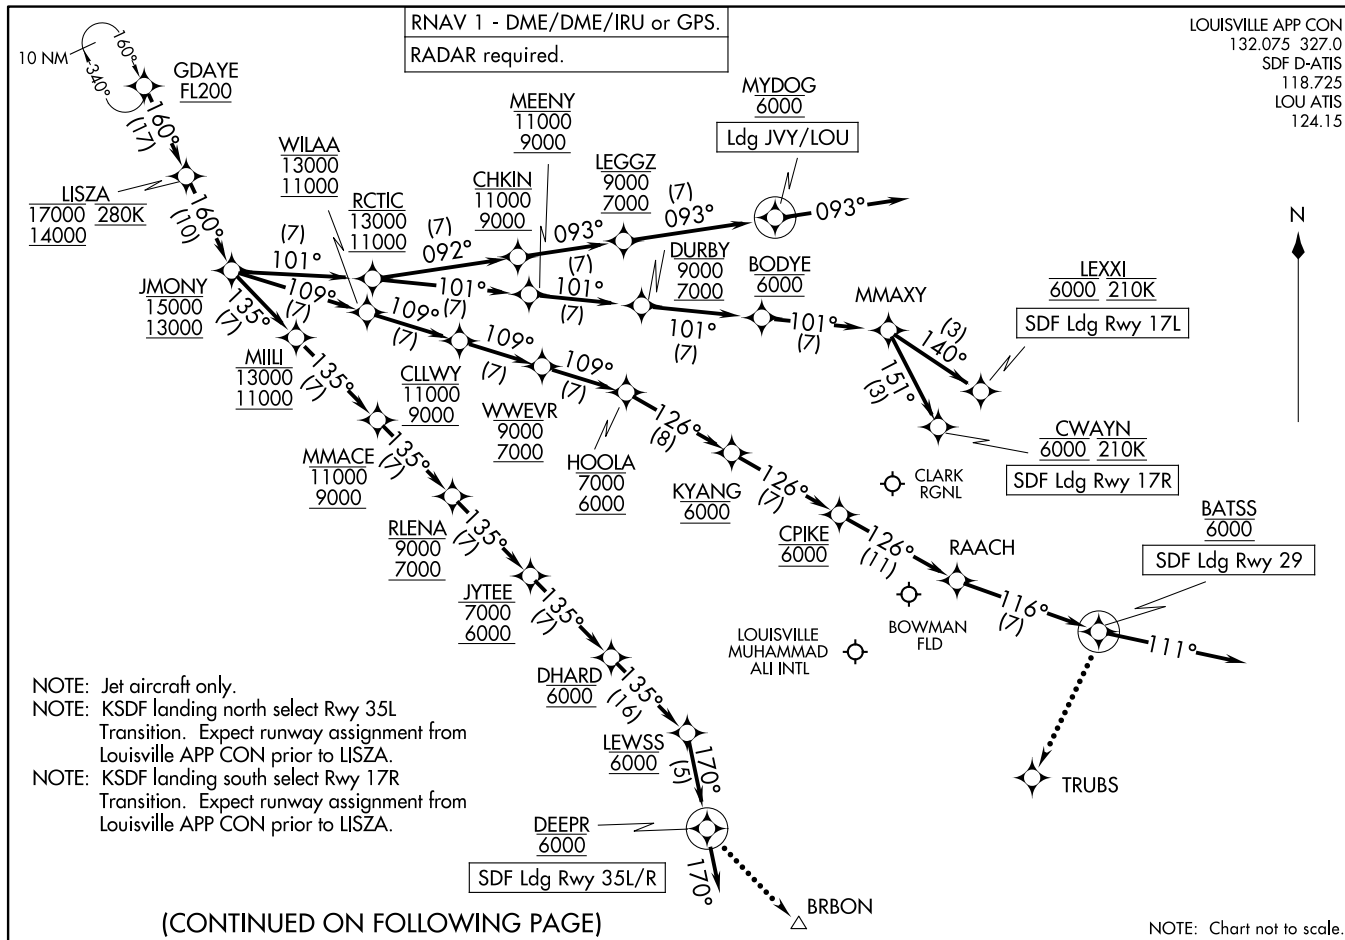 RNAV 1 - DME/DME/IRU or GPS.
RADAR required.
LOUISVILLE APP CON
132.075 327.0
SDF D-ATIS
118.725
LOU ATIS
124.15
10 NM
160°
340°
GDAYE
FL200
160°
(17)
LISZA
17000 280K
14000
160°
(10)
JMONY
15000
13000
WILAA
13000
11000
RCTIC
13000
11000
(7)
101°
109°
(7)
135°
(7)
MEENY
11000
9000
CHKIN
11000
9000
(7)
092°
LEGGZ
9000
7000
093°
(7)
(7)
093°
MYDOG
6000
Ldg JVY/LOU
093°
101°
(7)
101°
(7)
DURBY
9000
7000
101°
(7)
BODYE
6000
101°
(7)
MMAXY
(3)
140°
151°
(3)
LEXXI
6000 210K
SDF Ldg Rwy 17L
CWAYN
6000 210K
SDF Ldg Rwy 17R
N
109°
(7)
CLLWY
11000
9000
109°
(7)
WWEVR
9000
7000
109°
(7)
HOOLA
7000
6000
126°
(8)
KYANG
6000
126°
(7)
CPIKE
6000
126°
(11)
RAACH
116°
(7)
BATSS
6000
SDF Ldg Rwy 29
111°
TRUBS
CLARK
RGNL
BOWMAN
FLD
LOUISVILLE
MUHAMMAD
ALI INTL
MIILI
13000
11000
135°
(7)
MMACE
11000
9000
135°
(7)
RLENA
9000
7000
135°
(7)
JYTEE
7000
6000
135°
(7)
DHARD
6000
135°
(16)
LEWSS
6000
170°
(5)
DEEPR
6000
SDF Ldg Rwy 35L/R
170°
BRBON
NOTE: Jet aircraft only.
NOTE: KSDF landing north select Rwy 35L
Transition. Expect runway assignment from
Louisville APP CON prior to LISZA.
NOTE: KSDF landing south select Rwy 17R
Transition. Expect runway assignment from
Louisville APP CON prior to LISZA.
(CONTINUED ON FOLLOWING PAGE)
NOTE: Chart not to scale.